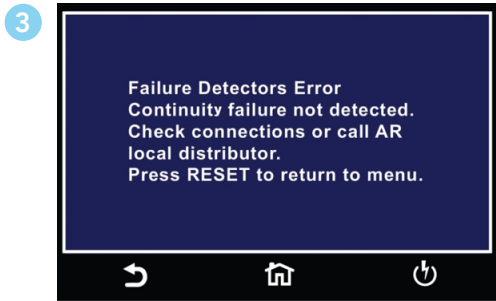 3
Failure Detectors Error
Continuity failure not detected.
Check connections or call AR
local distributor.
Press RESET to return to menu.